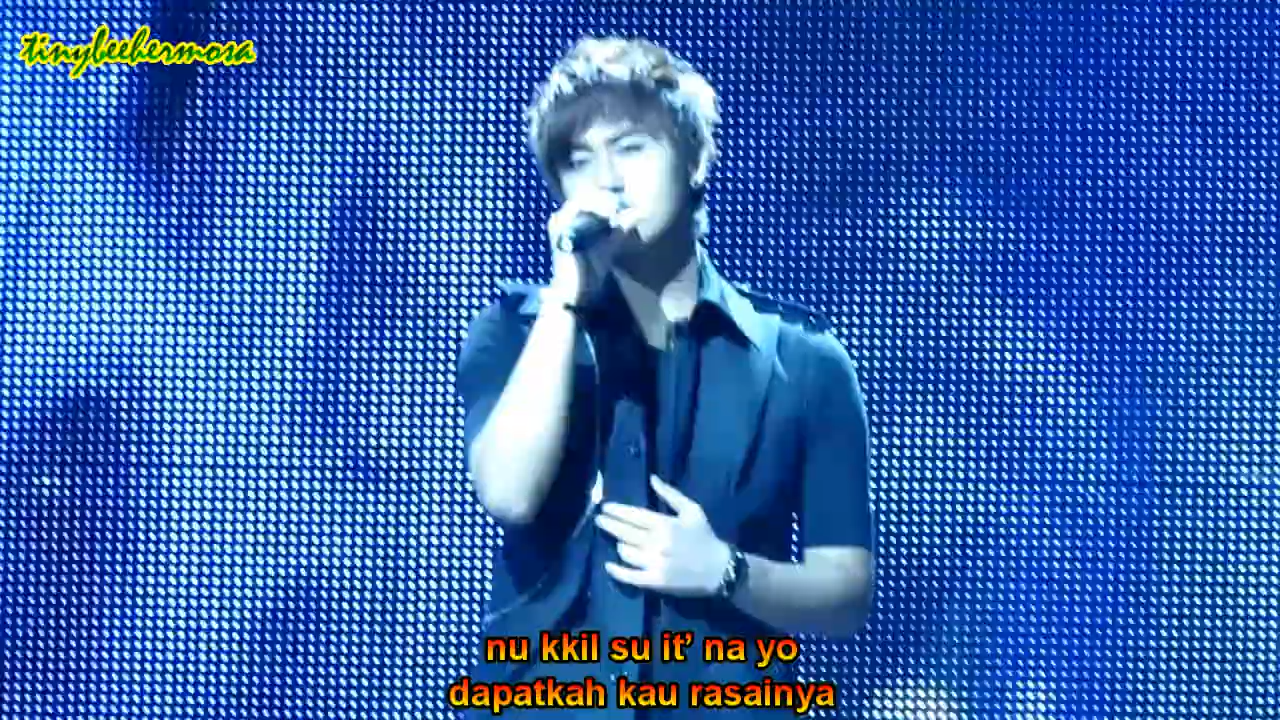 tinybeehermosa
nu kkil su it’ na yo
dapatkah kau rasainya